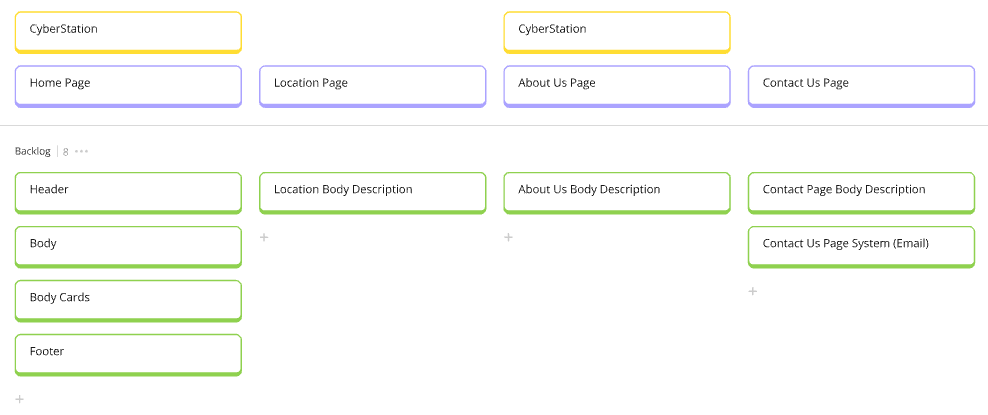 CyberStation
CyberStation
Home Page
Location Page
About Us Page
Contact Us Page
Backlog 8
Header
Location Body Description
About Us Body Description
Contact Page Body Description
Body
Contact Us Page System (Email)
Body Cards
Footer